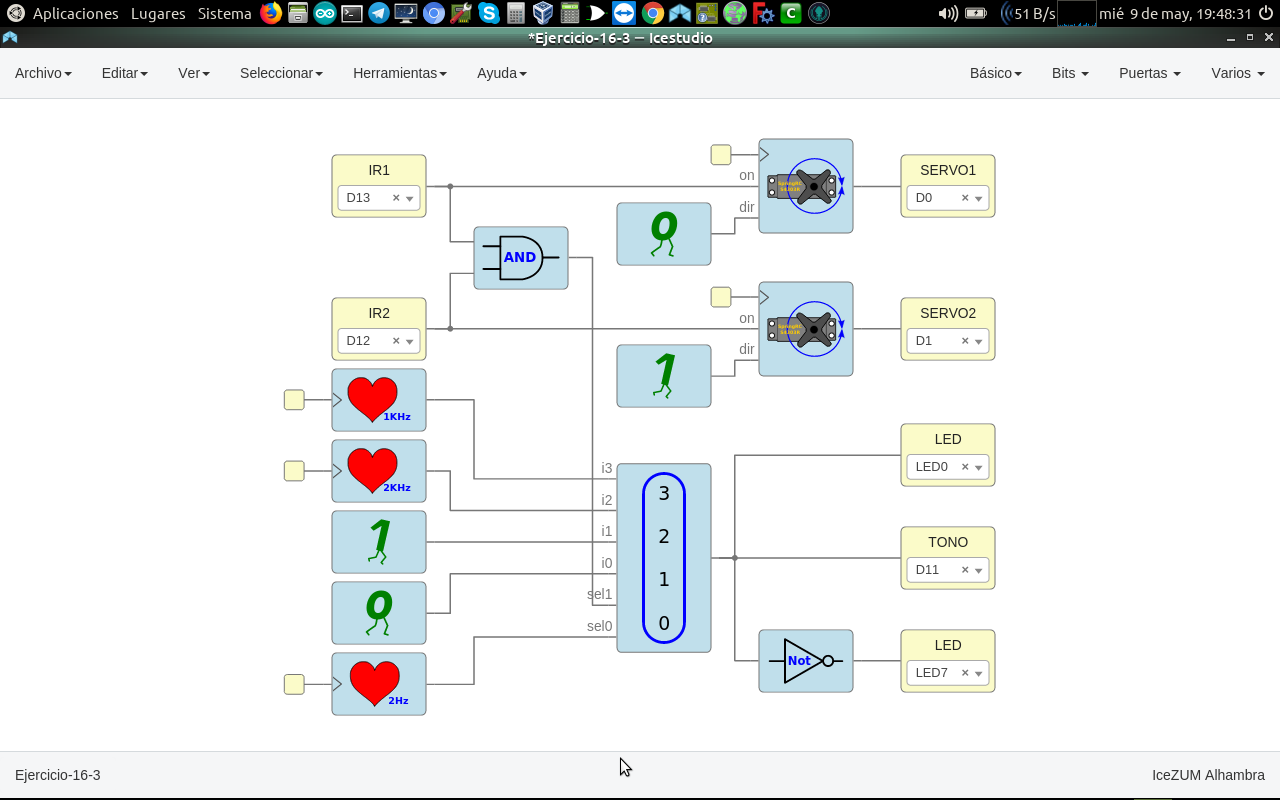 Aplicaciones Lugares Sistema 51 B/s mié 9 de may, 19:48:31
*Ejercicio-16-3 — Icestudio
Archivo Editar Ver Seleccionar Herramientas Ayuda Básico Bits Puertas Varios
IR1
D13 ×
on
dir
0
SERVO1
D0 ×
AND
IR2
D12 ×
on
dir
1
SERVO2
D1 ×
1KHz
2KHz
1
0
2Hz
i3
i2
i1
i0
sel1
sel0
3
2
1
0
LED
LED0 ×
TONO
D11 ×
Not
LED
LED7 ×
Ejercicio-16-3 IceZUM Alhambra